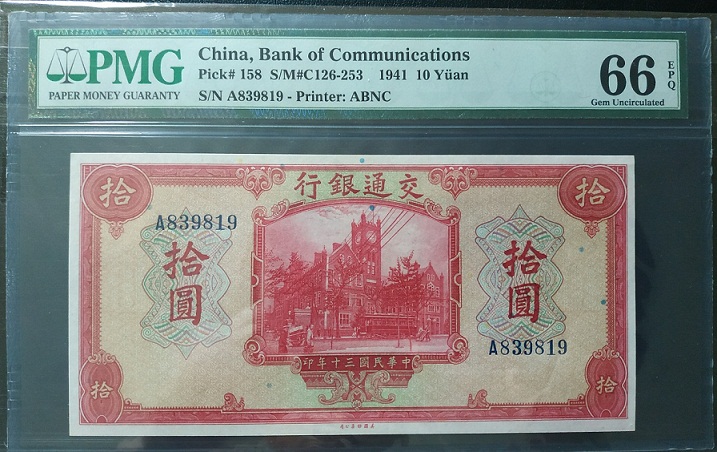 PMG
PAPER MONEY GUARANTY
China, Bank of Communications
Pick# 158 S/M#C126-253 1941 10 Yüan
S/N A839819 - Printer: ABNC
66 EPQ
Gem Uncirculated
交通銀行
拾
拾
A839819
拾圓
拾圓
A839819
中華民國三十年印
拾
拾